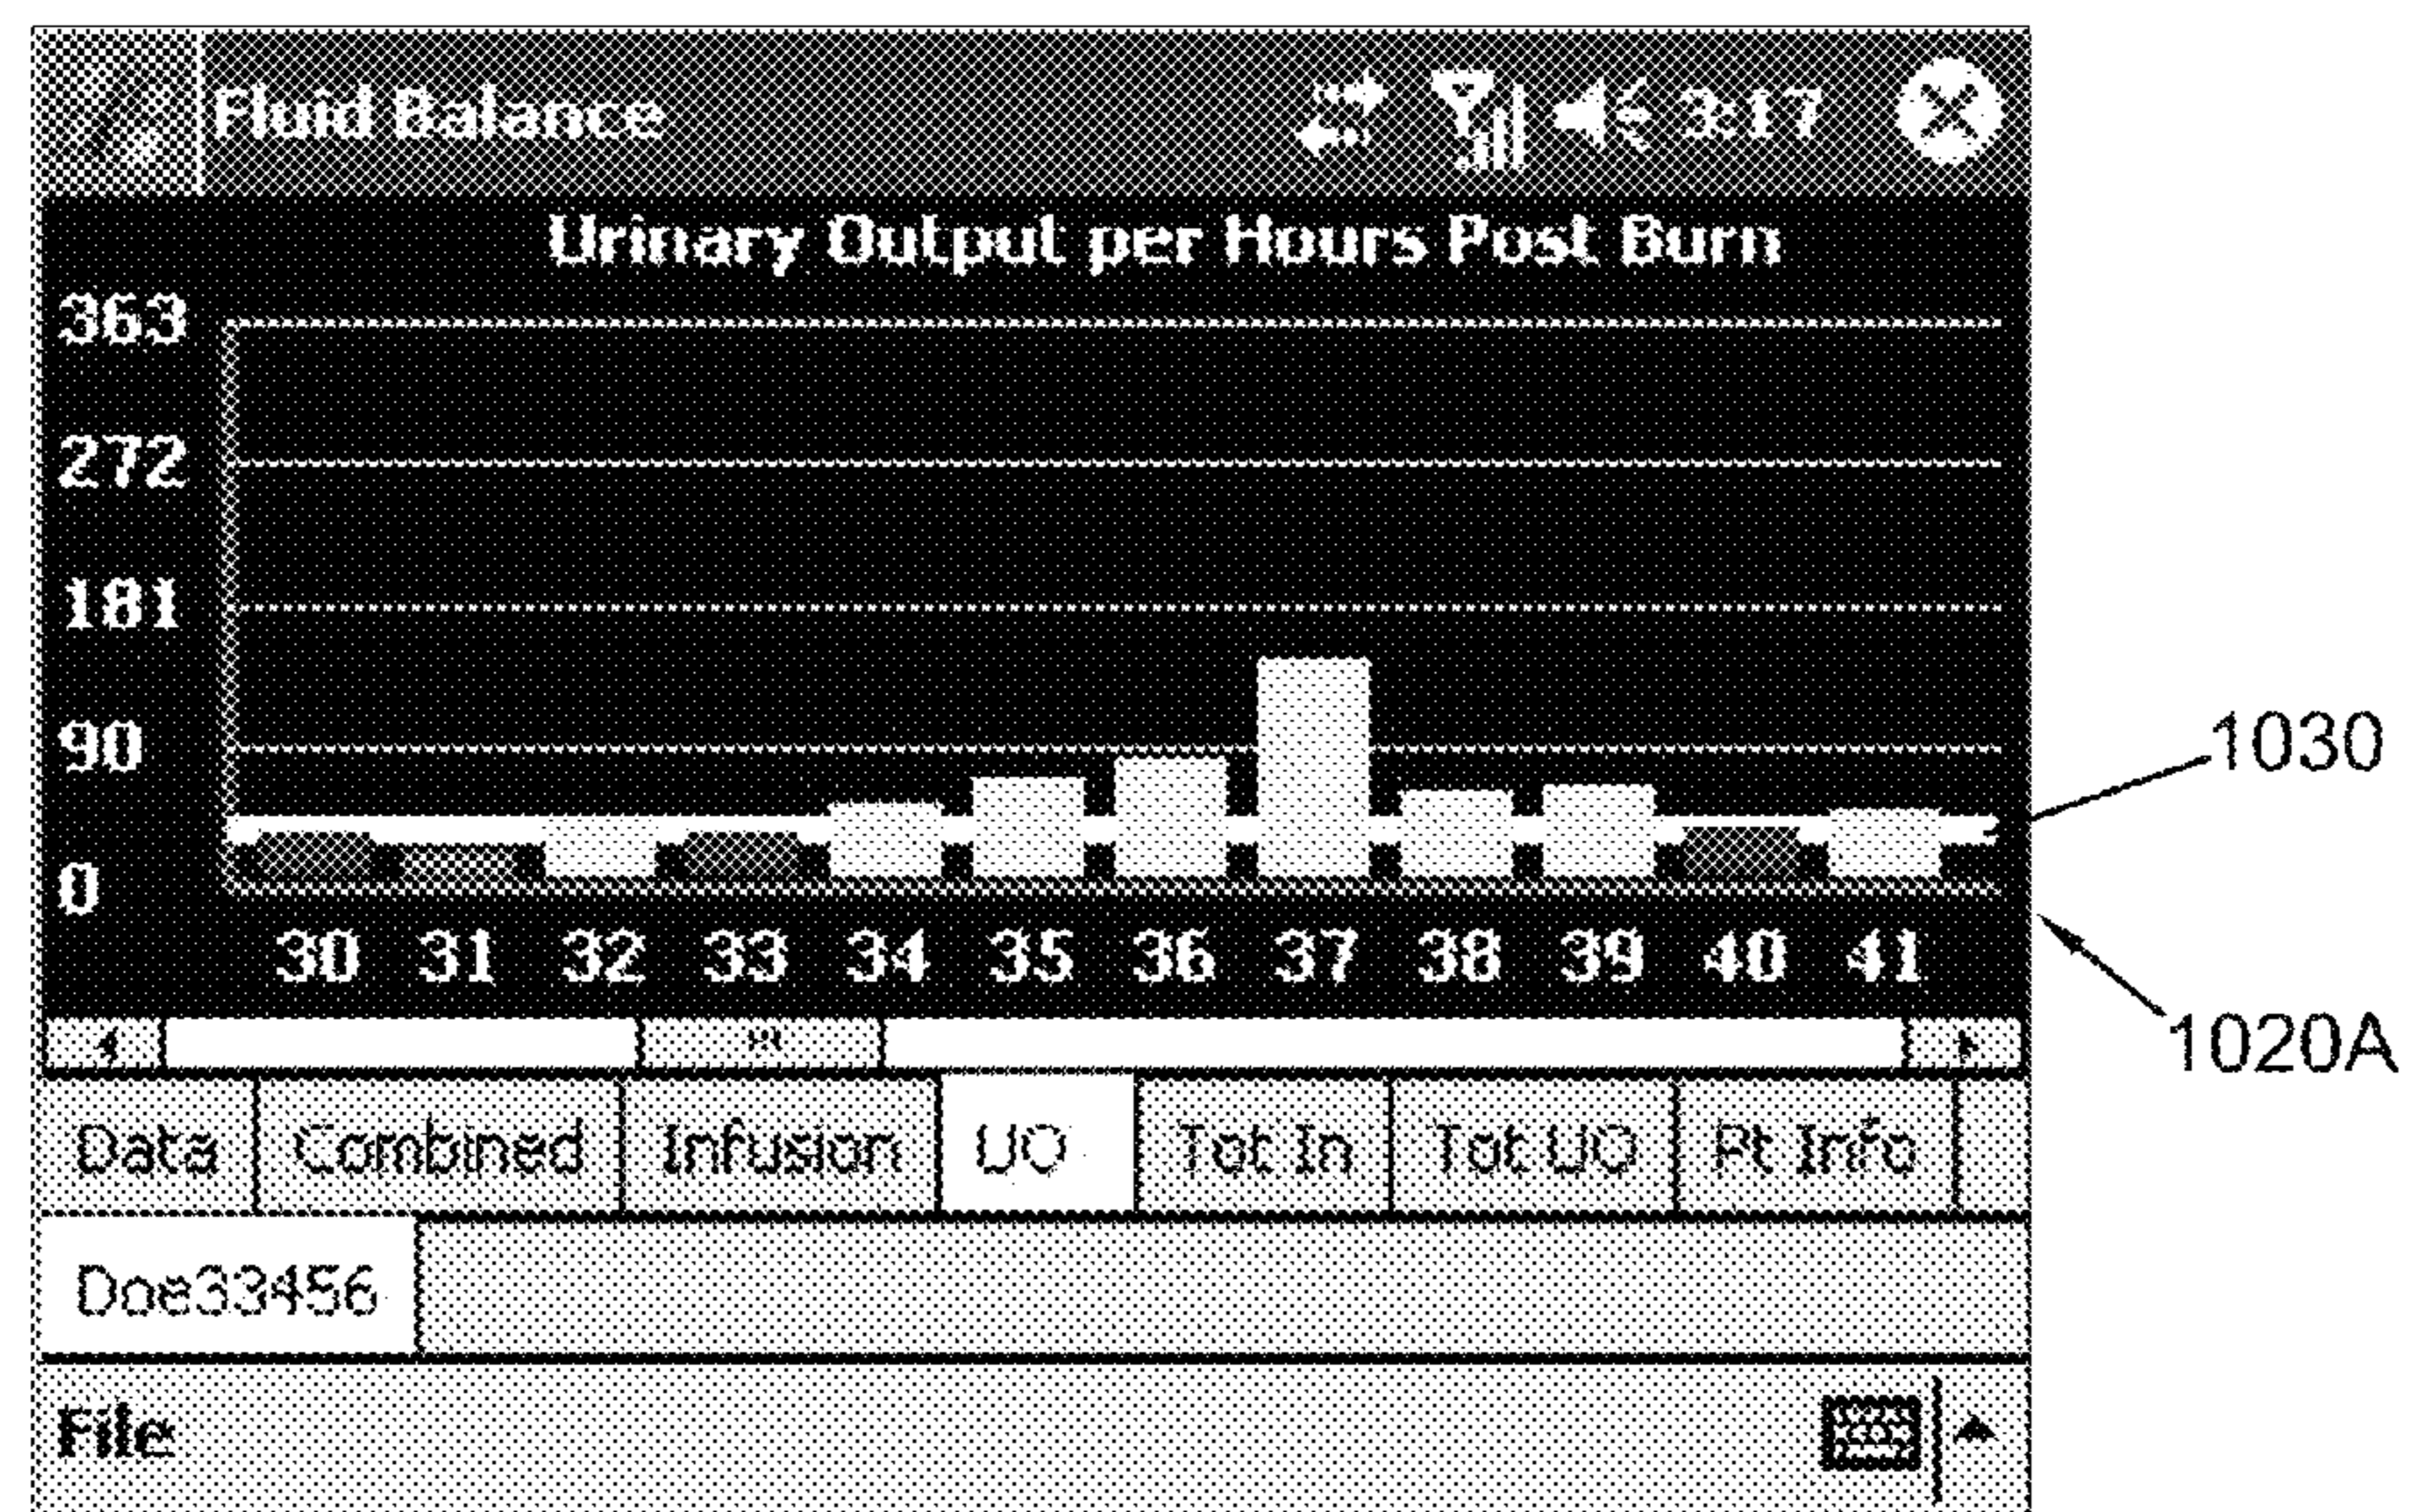 Fluid Balance 3:17
Urinary Output per Hours Post Burn
363
272
181
90
0
30 31 32 33 34 35 36 37 38 39 40 41
1030
1020A
Data Combined Infusion UO Tot In Tot UO Pt Info
Doe33456
File